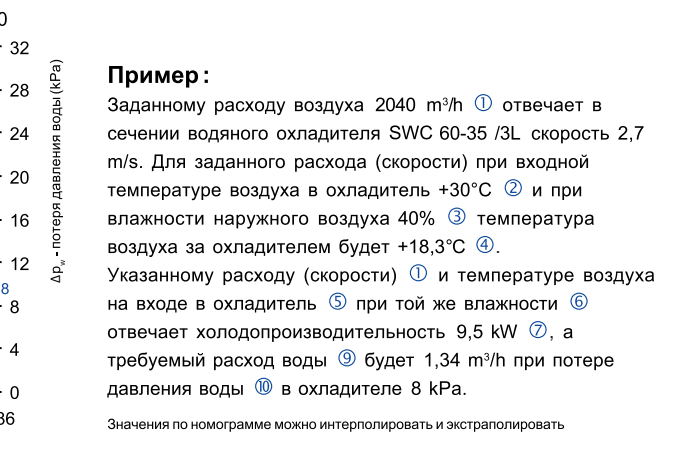 0
32
28
24
20
16
12
8
8
4
0
36
Δpw - потеря давления воды (kPa)
Пример:
Заданному расходу воздуха 2040 m³/h ① отвечает в
сечении водяного охладителя SWC 60-35 /3L скорость 2,7
m/s. Для заданного расхода (скорости) при входной
температуре воздуха в охладитель +30°C ② и при
влажности наружного воздуха 40% ③ температура
воздуха за охладителем будет +18,3°C ④.
Указанному расходу (скорости) ① и температуре воздуха
на входе в охладитель ⑤ при той же влажности ⑥
отвечает холодопроизводительность 9,5 kW ⑦, а
требуемый расход воды ⑨ будет 1,34 m³/h при потере
давления воды ⑩ в охладителе 8 kPa.
Значения по номограмме можно интерполировать и экстраполировать